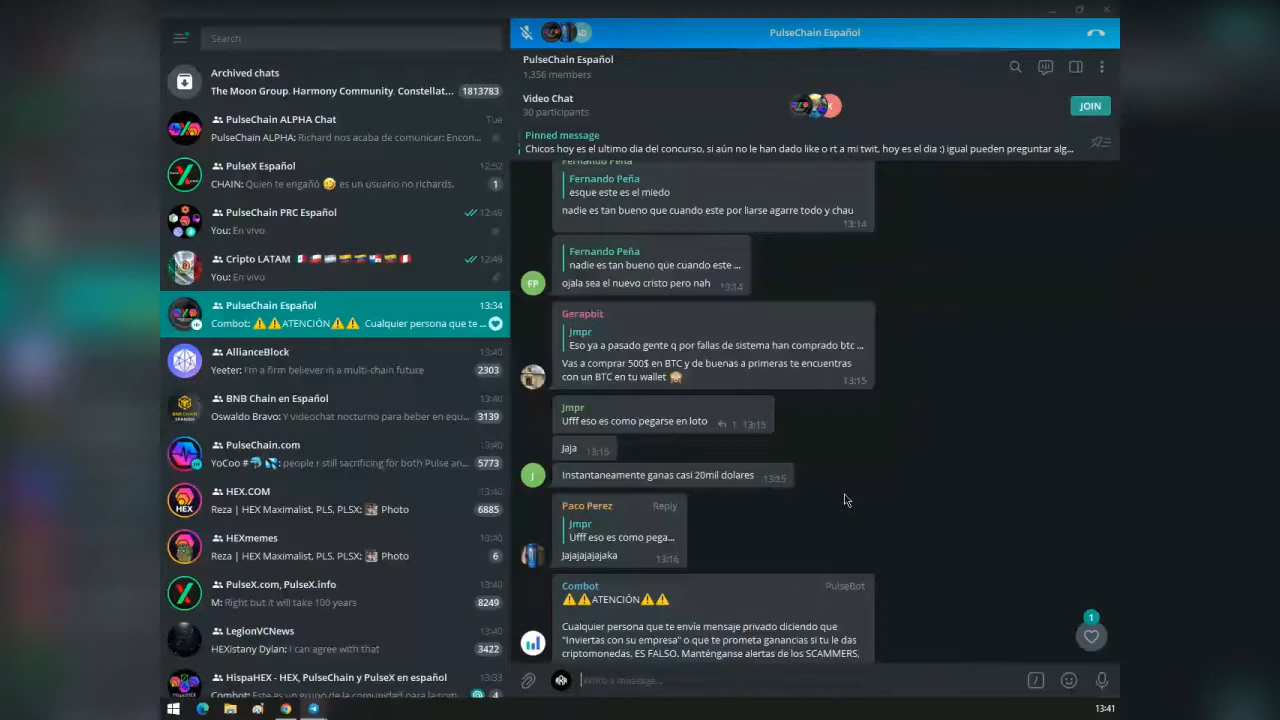 Search
Archived chats
The Moon Group, Harmony Community, Constellat... 1813783
PulseChain ALPHA Chat Tue
PulseChain ALPHA: Richard nos acaba de comunicar: Encon...
PulseX Español 12:52
CHAIN: Quien te engañó 🤣 es un usuario no richards. 1
PulseChain PRC Español 12:49
You: En vivo
Cripto LATAM 12:49
You: En vivo
PulseChain Español 13:34
Combot: ⚠️⚠️ATENCIÓN⚠️⚠️ Cualquier persona que te ...
AllianceBlock 13:40
Yeeter: I'm a firm believer in a multi-chain future 2303
BNB Chain en Español 13:40
Oswaldo Bravo: Y videochat nocturno para beber en equ... 3139
PulseChain.com 13:40
YoCoo #🐬💦: people r still sacrificing for both Pulse an... 5773
HEX.COM 13:40
Reza | HEX Maximalist, PLS, PLSX: Photo 6885
HEXmemes 13:40
Reza | HEX Maximalist, PLS, PLSX: Photo 6
PulseX.com, PulseX.info 13:40
M: Right but it will take 100 years 8249
LegionVCNews 13:40
HEXistany Dylan: I can agree with that 3422
HispaHEX - HEX, PulseChain y PulseX en español 13:33
Combot: Este es un grupo de la comunidad para la com... 4
AD
PulseChain Español
PulseChain Español
1,356 members
Video Chat
30 participants
JOIN
Pinned message
Chicos hoy es el ultimo dia del concurso, si aún no le han dado like o rt a mi twit, hoy es el dia :) igual pueden preguntar alg...
Fernando Peña
Fernando Peña
esque este es el miedo
nadie es tan bueno que cuando este por liarse agarre todo y chau
13:14
Fernando Peña
nadie es tan bueno que cuando este ...
FP
ojala sea el nuevo cristo pero nah 13:14
Gerapbit
Jmpr
Eso ya a pasado gente q por fallas de sistema han comprado btc ...
Vas a comprar 500$ en BTC y de buenas a primeras te encuentras
con un BTC en tu wallet 🙈 13:15
Jmpr
Ufff eso es como pegarse en loto 1 13:15
Jaja 13:15
J
Instantaneamente ganas casi 20mil dolares 13:15
Paco Perez Reply
Jmpr
Ufff eso es como pega...
Jajajajajajaka 13:16
Combot PulseBot
⚠️⚠️ATENCIÓN⚠️⚠️
Cualquier persona que te envíe mensaje privado diciendo que
"Inviertas con su empresa" o que te prometa ganancias si tu le das
criptomonedas, ES FALSO. Manténganse alertas de los SCAMMERS,
1
Write a message...
13:41